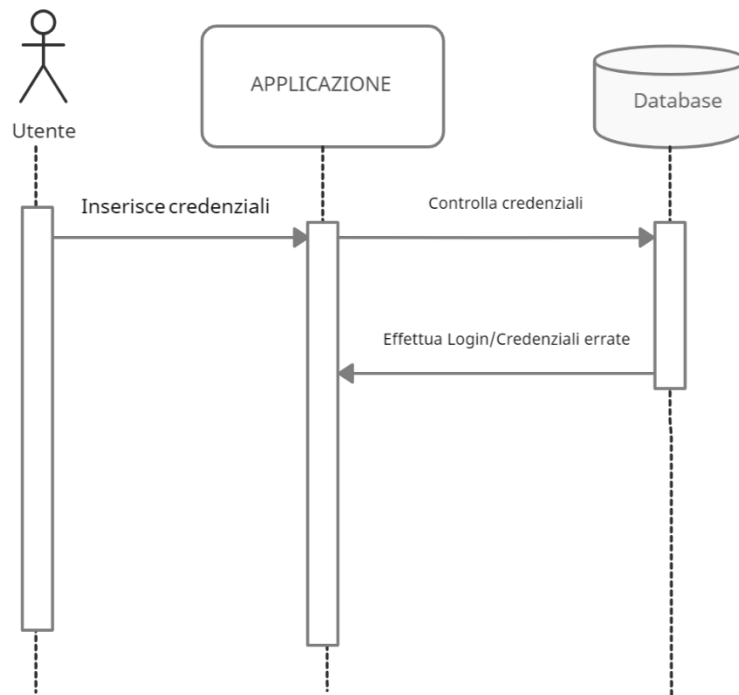 APPLICAZIONE
Database
Utente
Inserisce credenziali
Controlla credenziali
Effettua Login/Credenziali errate